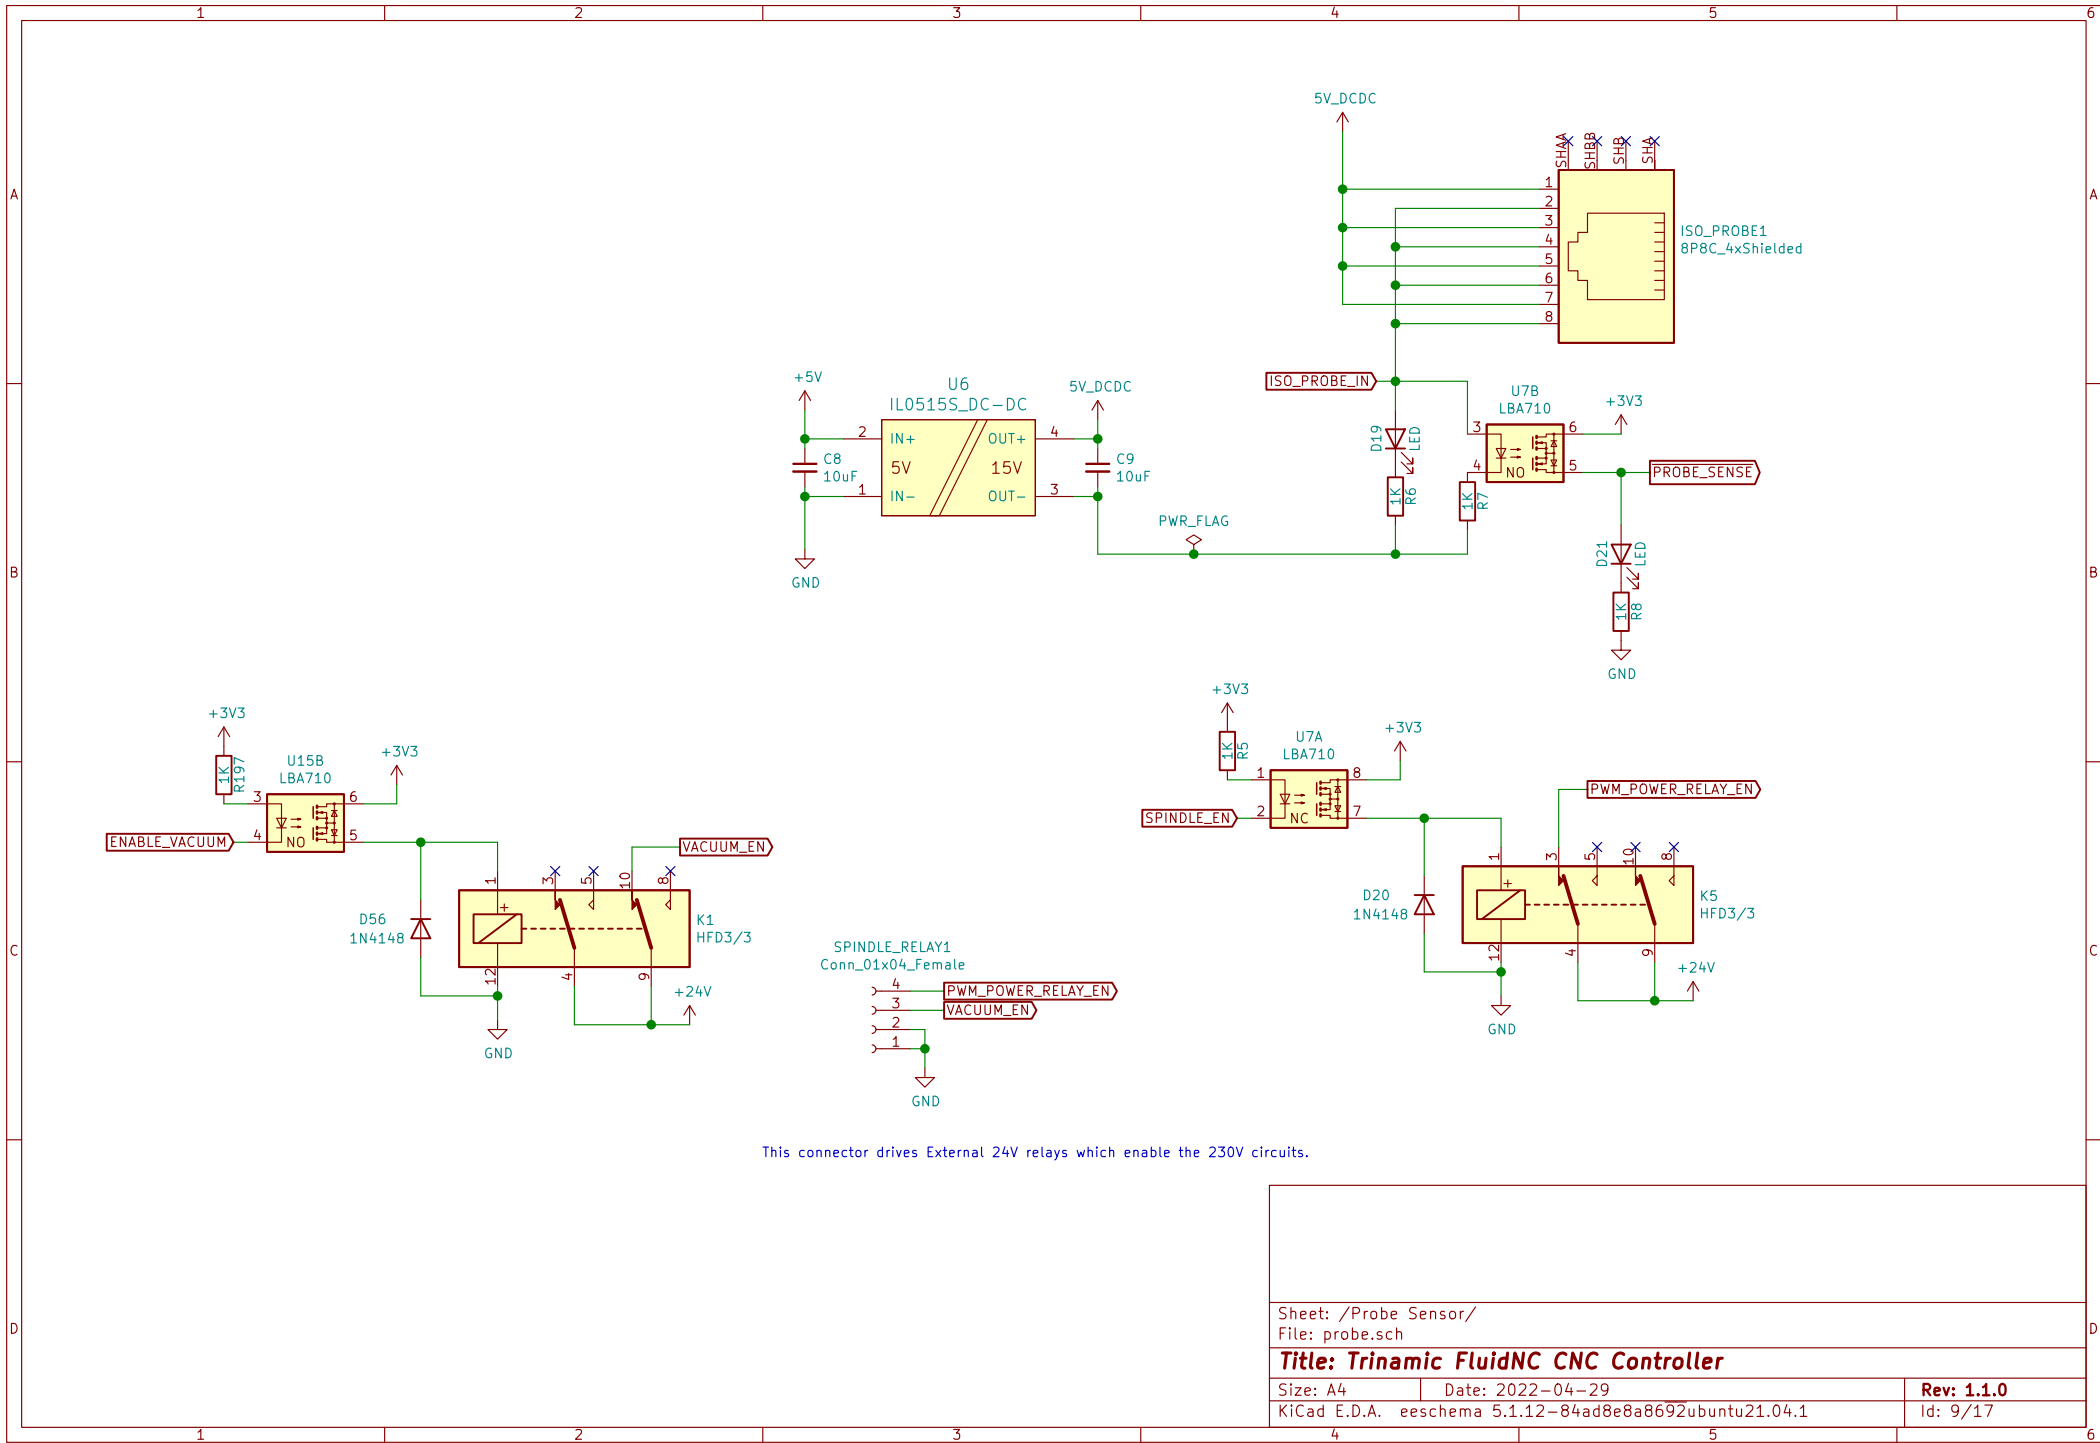 1 2 3 4 5 6
A
B
C
D
5V_DCDC
SHAA SHBB SHB SHA
1
2
3
4
5
6
7
8
ISO_PROBE1
8P8C_4xShielded
+5V
U6
IL0515S_DC-DC
2 IN+ OUT+ 4
5V 15V
1 IN- OUT- 3
C8
10uF
GND
5V_DCDC
C9
10uF
PWR_FLAG
ISO_PROBE_IN
D19 LED
1K R6
1K R7
U7B
LBA710
3 6
4 NO 5
+3V3
PROBE_SENSE
D21 LED
1K R8
GND
+3V3
1K R197
U15B
LBA710
3 6
4 NO 5
+3V3
ENABLE_VACUUM
D56
1N4148
1 3 5 10 8
+
12 4 9
VACUUM_EN
K1
HFD3/3
+24V
GND
SPINDLE_RELAY1
Conn_01x04_Female
4 PWM_POWER_RELAY_EN
3 VACUUM_EN
2
1
GND
+3V3
1K R5
U7A
LBA710
1 8
2 NC 7
+3V3
SPINDLE_EN
D20
1N4148
PWM_POWER_RELAY_EN
1 3 5 10 8
+
12 4 9
K5
HFD3/3
+24V
GND
This connector drives External 24V relays which enable the 230V circuits.
Sheet: /Probe Sensor/
File: probe.sch
Title: Trinamic FluidNC CNC Controller
Size: A4 Date: 2022-04-29 Rev: 1.1.0
KiCad E.D.A. eeschema 5.1.12-84ad8e8a8692ubuntu21.04.1 Id: 9/17
A
B
C
D
1 2 3 4 5 6